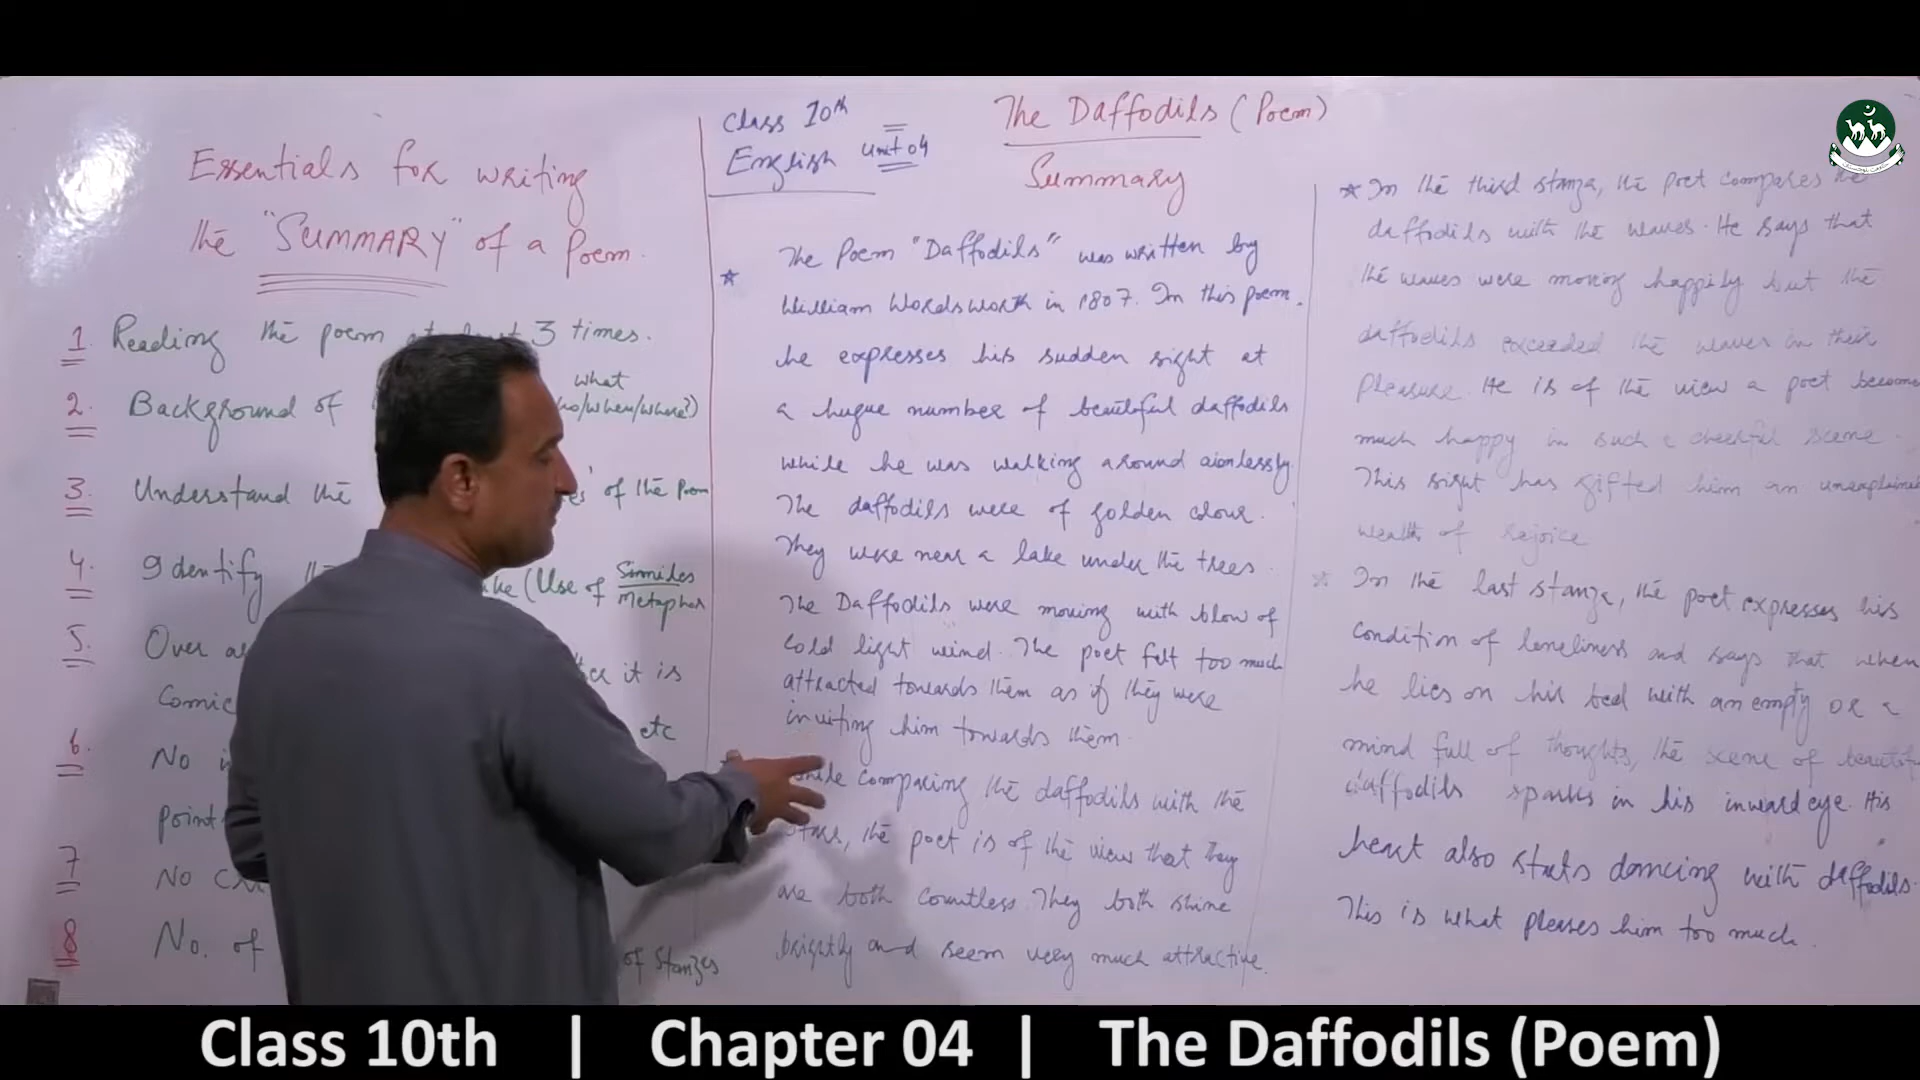 Essentials for writing
the "SUMMARY" of a Poem.
1. Reading the poem at least 3 times.
2. Background of
what
/when/where?)
3. Understand the of the Poem
4. Identify (Use of Similes
Metaphor
5. Over it is
Comic etc
6. No
point
7
8 No. of of Stanzas
Class 10th
English Unit 04
The Daffodils (Poem)
Summary
The Poem "Daffodils" was written by
William Wordsworth in 1807. In this poem.
he expresses his sudden sight at
a hugue number of beautiful daffodils
while he was walking around aionlessly.
The daffodils were of golden colour.
They were near a lake under the trees.
The Daffodils were moving with blow of
cold light wind. The poet felt too much
attracted towards them as if they were
inviting him towards them.
comparing the daffodils with the
stars, the poet is of the view that they
are both countless. They both shine
brightly and seem very much attractive.
In the third stanza, the poet compares
daffodils with the waves. He says that
the waves were moving happily but the
daffodils exceeded the waves in their
pleasure. He is of the view a poet become
much happy in such a cheerful scene.
This sight has gifted him an unexplained
wealth of rejoice
In the last stanza, the poet expresses his
condition of loneliness and says that when
he lies on his bed with an empty or a
mind full of thoughts, the scene of beautiful
daffodils sparks in his inward eye. His
heart also starts dancing with daffodils.
This is what pleases him too much.
Class 10th | Chapter 04 | The Daffodils (Poem)